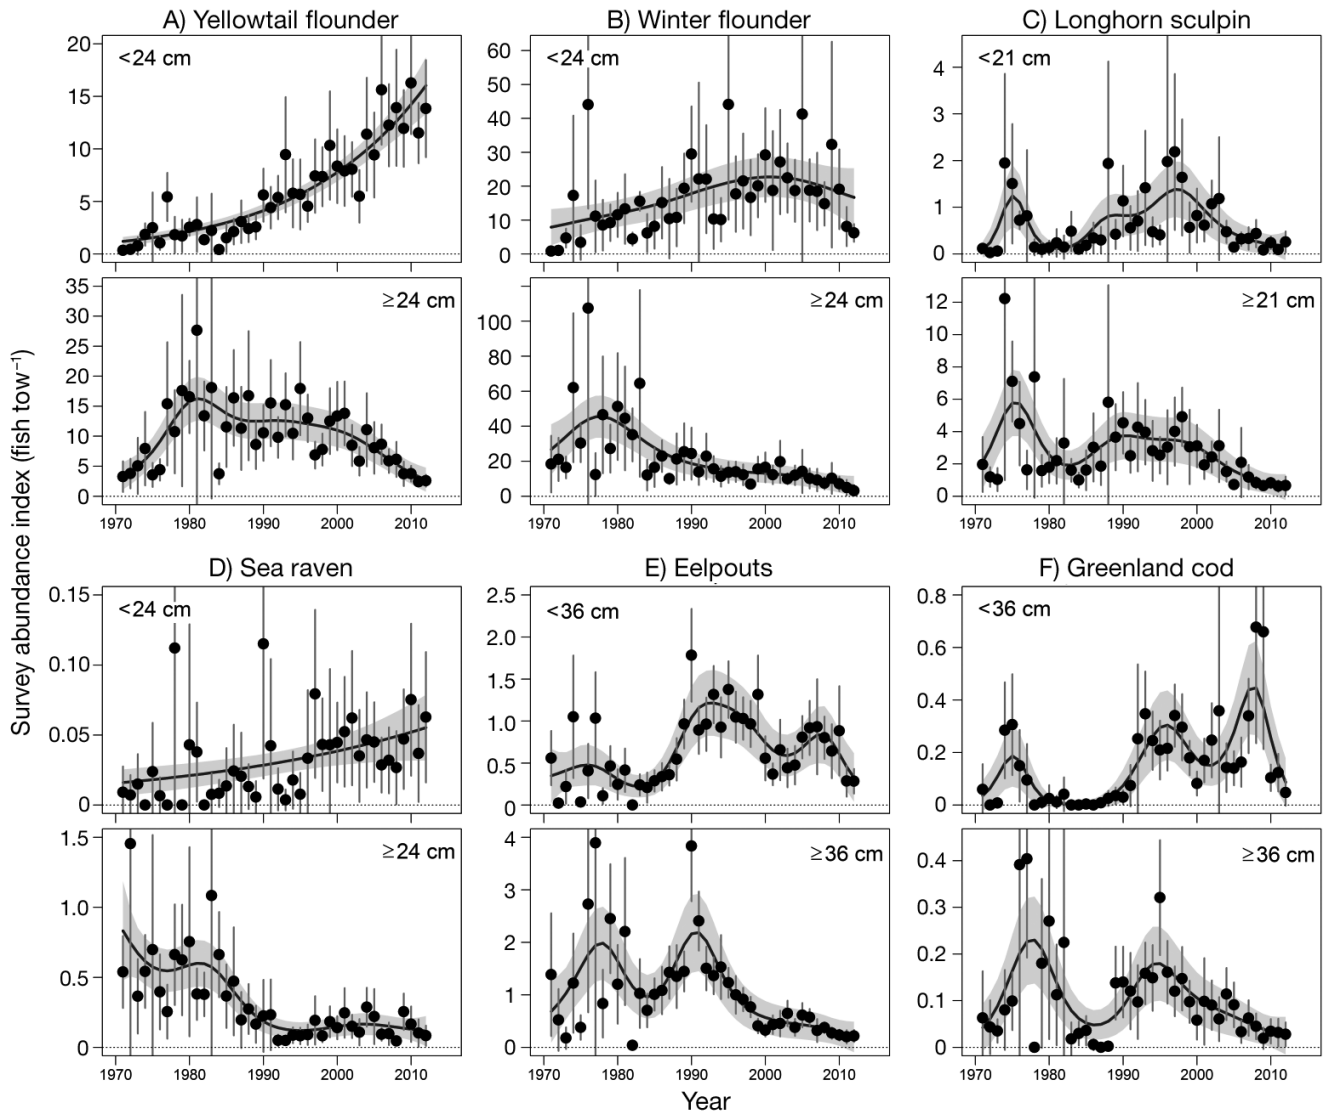 A) Yellowtail flounder
B) Winter flounder
C) Longhorn sculpin
<24 cm
20
15
10
5
0
<24 cm
60
50
40
30
20
10
0
<21 cm
4
3
2
1
0
≥24 cm
35
30
25
20
15
10
5
0
1970 1980 1990 2000 2010
≥24 cm
100
80
60
40
20
0
1970 1980 1990 2000 2010
≥21 cm
12
10
8
6
4
2
0
1970 1980 1990 2000 2010
Survey abundance index (fish tow⁻¹)
D) Sea raven
E) Eelpouts
F) Greenland cod
<24 cm
0.15
0.10
0.05
0
<36 cm
2.5
2.0
1.5
1.0
0.5
0
<36 cm
0.8
0.6
0.4
0.2
0
≥24 cm
1.5
1.0
0.5
0
1970 1980 1990 2000 2010
≥36 cm
4
3
2
1
0
1970 1980 1990 2000 2010
≥36 cm
0.4
0.3
0.2
0.1
0
1970 1980 1990 2000 2010
Year